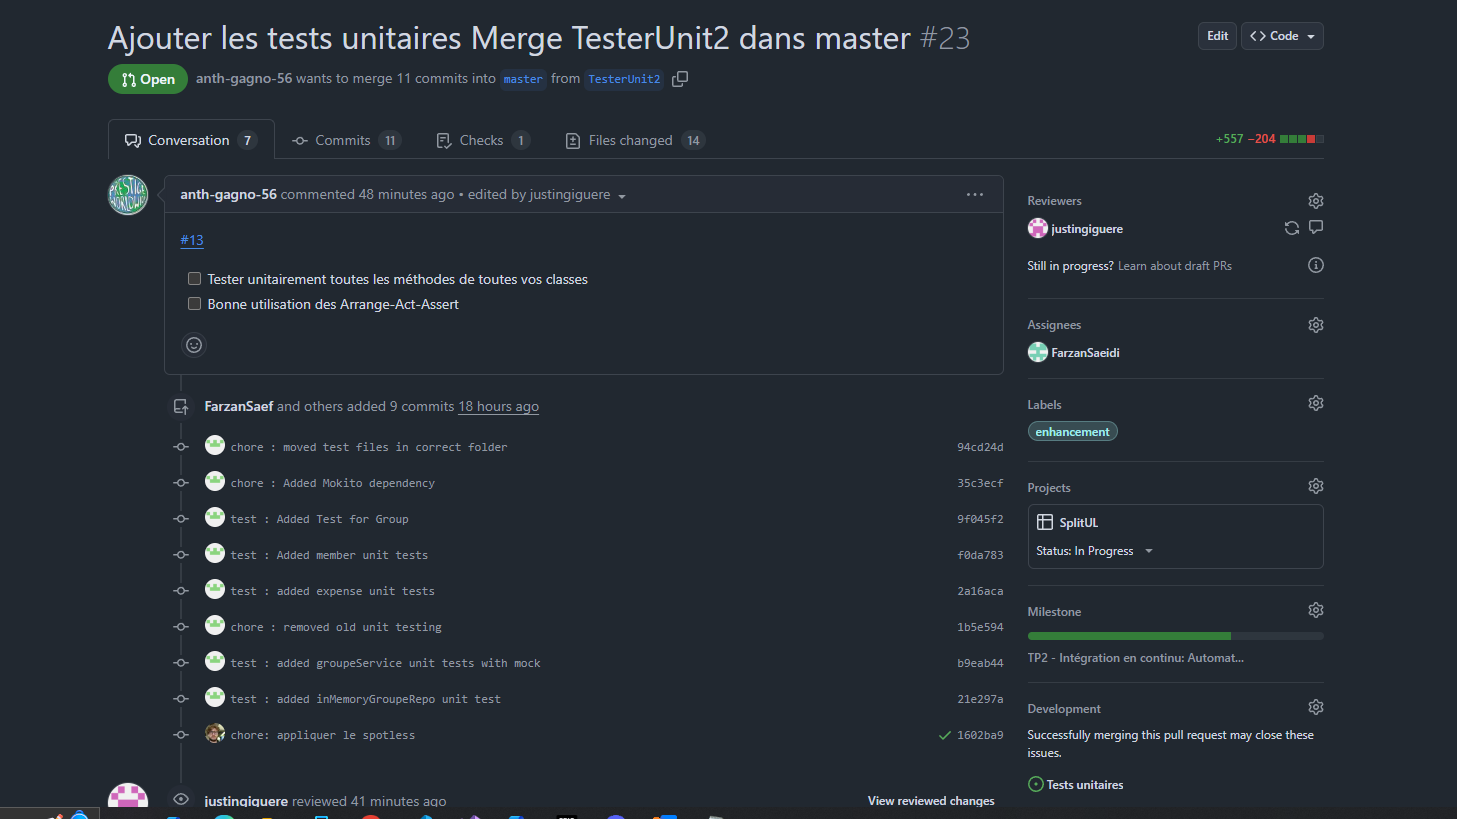 Ajouter les tests unitaires Merge TesterUnit2 dans master #23
Edit
<> Code
Open
anth-gagno-56 wants to merge 11 commits into master from TesterUnit2
Conversation 7
Commits 11
Checks 1
Files changed 14
+557 −204
PRESTIGE WORLDWIDE
anth-gagno-56 commented 48 minutes ago • edited by justingiguere
#13
Tester unitairement toutes les méthodes de toutes vos classes
Bonne utilisation des Arrange-Act-Assert
FarzanSaef and others added 9 commits 18 hours ago
chore : moved test files in correct folder 94cd24d
chore : Added Mokito dependency 35c3ecf
test : Added Test for Group 9f045f2
test : Added member unit tests f0da783
test : added expense unit tests 2a16aca
chore : removed old unit testing 1b5e594
test : added groupeService unit tests with mock b9eab44
test : added inMemoryGroupeRepo unit test 21e297a
chore: appliquer le spotless 1602ba9
justingiguere reviewed 41 minutes ago
View reviewed changes
Reviewers
justingiguere
Still in progress? Learn about draft PRs
Assignees
FarzanSaeidi
Labels
enhancement
Projects
SplitUL
Status: In Progress
Milestone
TP2 - Intégration en continu: Automat...
Development
Successfully merging this pull request may close these
issues.
Tests unitaires